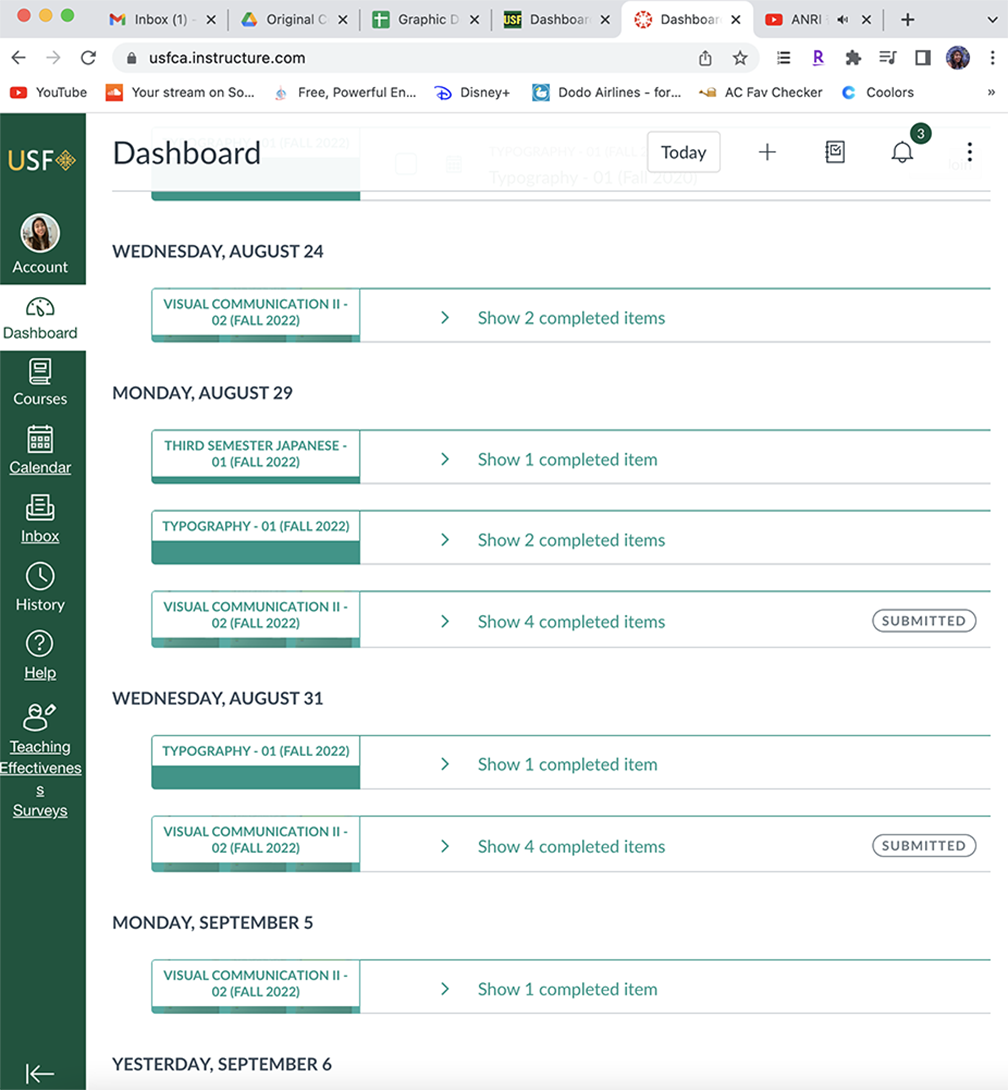 Inbox (1)
Original C
Graphic D
USF
Dashboar
Dashboar
ANRI
usfca.instructure.com
R
YouTube
Your stream on So...
Free, Powerful En...
Disney+
Dodo Airlines - for...
AC Fav Checker
Coolors
»
USF
Account
Dashboard
Courses
Calendar
Inbox
History
Help
Teaching
Effectivenes
s
Surveys
Dashboard
Today
3
TYPOGRAPHY - 01 (FALL 2020)
Typography - 01 (Fall 2020)
WEDNESDAY, AUGUST 24
VISUAL COMMUNICATION II -
02 (FALL 2022)
Show 2 completed items
MONDAY, AUGUST 29
THIRD SEMESTER JAPANESE -
01 (FALL 2022)
Show 1 completed item
TYPOGRAPHY - 01 (FALL 2022)
Show 2 completed items
VISUAL COMMUNICATION II -
02 (FALL 2022)
Show 4 completed items
SUBMITTED
WEDNESDAY, AUGUST 31
TYPOGRAPHY - 01 (FALL 2022)
Show 1 completed item
VISUAL COMMUNICATION II -
02 (FALL 2022)
Show 4 completed items
SUBMITTED
MONDAY, SEPTEMBER 5
VISUAL COMMUNICATION II -
02 (FALL 2022)
Show 1 completed item
YESTERDAY, SEPTEMBER 6